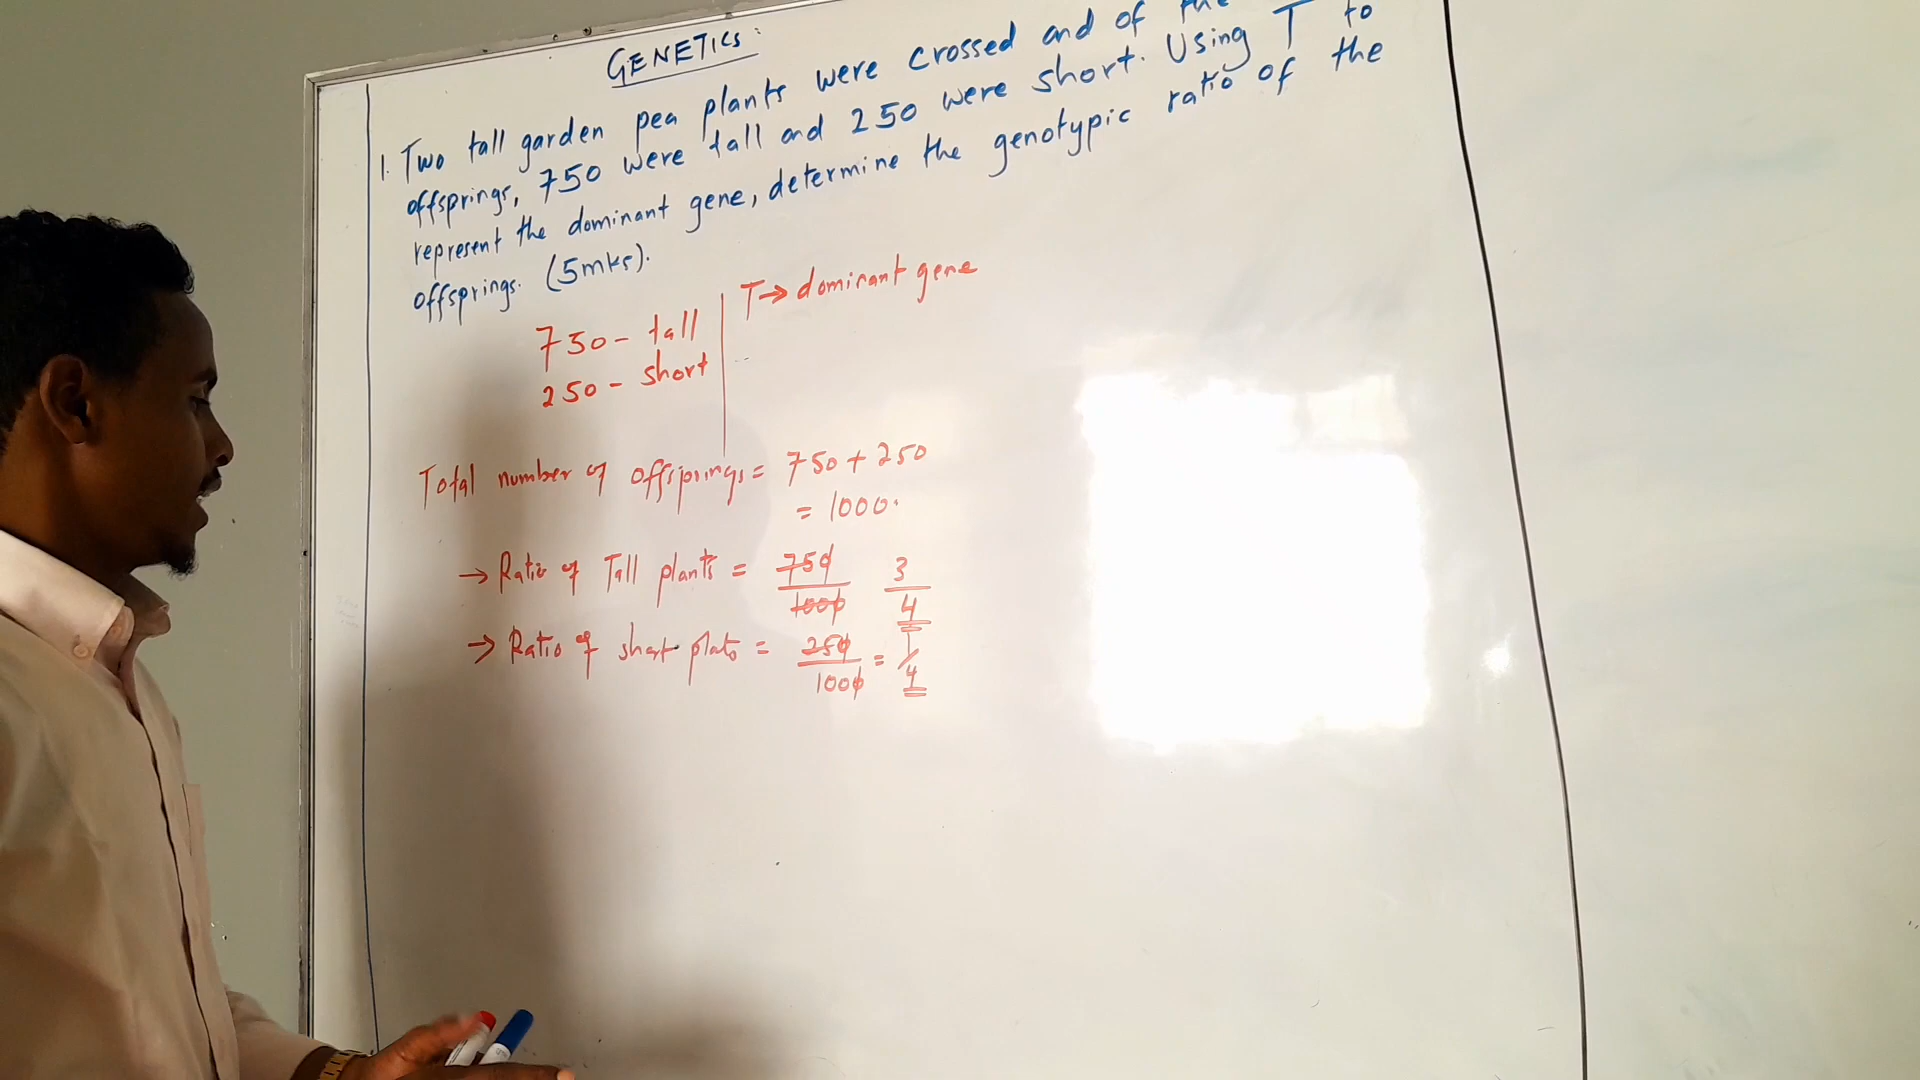 GENETICS:
1. Two tall garden pea plants were crossed and of the
offsprings, 750 were tall and 250 were short. Using T to
represent the dominant gene, determine the genotypic ratio of the
offsprings. (5mks).
750 - tall
250 - short
T → dominant gene
Total number of offsprings = 750 + 250
= 1000.
→ Ratio of Tall plants = 750/1000 3/4
→ Ratio of short plats = 250/1000 = 1/4